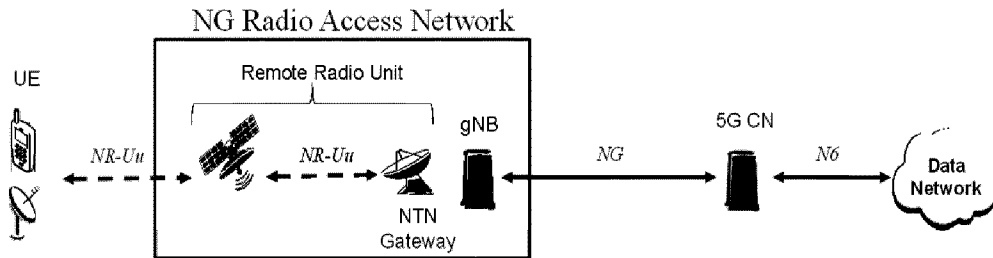 NG Radio Access Network
UE
Remote Radio Unit
gNB
5G CN
NR-Uu
NR-Uu
NG
N6
Data
Network
NTN
Gateway